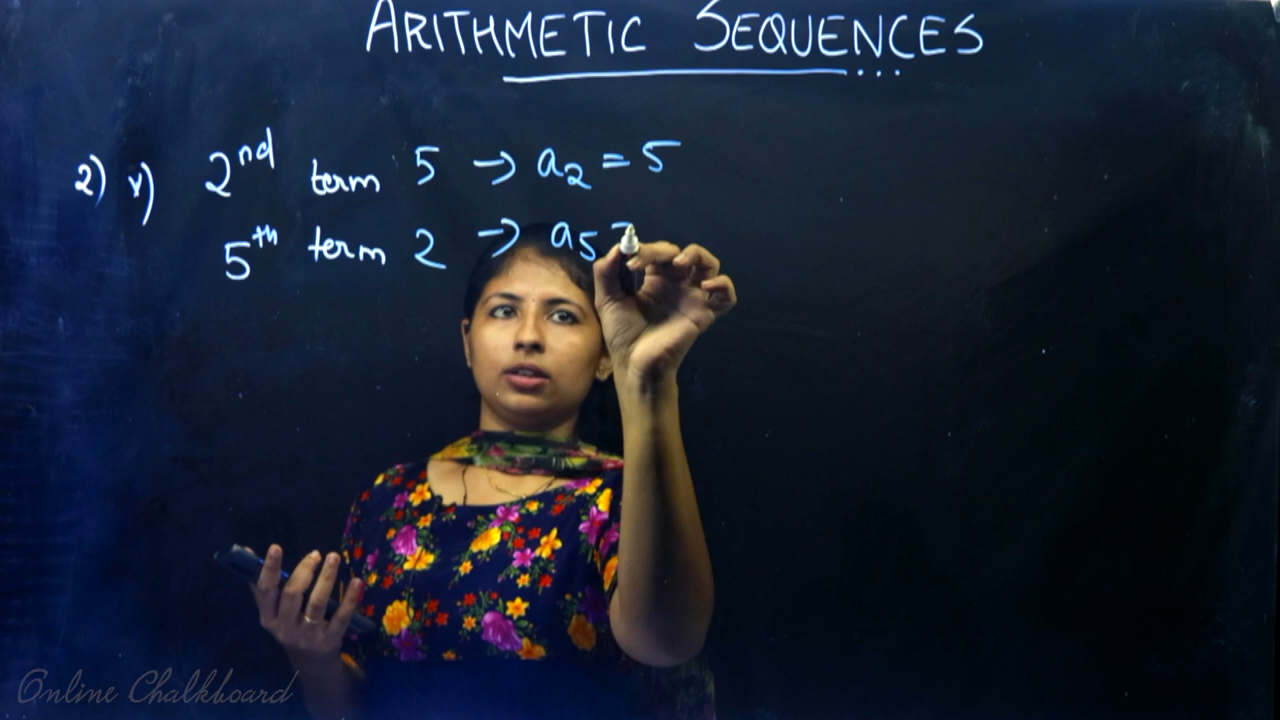 ARITHMETIC SEQUENCES...
2) v) 2nd term 5 → a2 = 5
5th term 2 → a5 =
Online Chalkboard